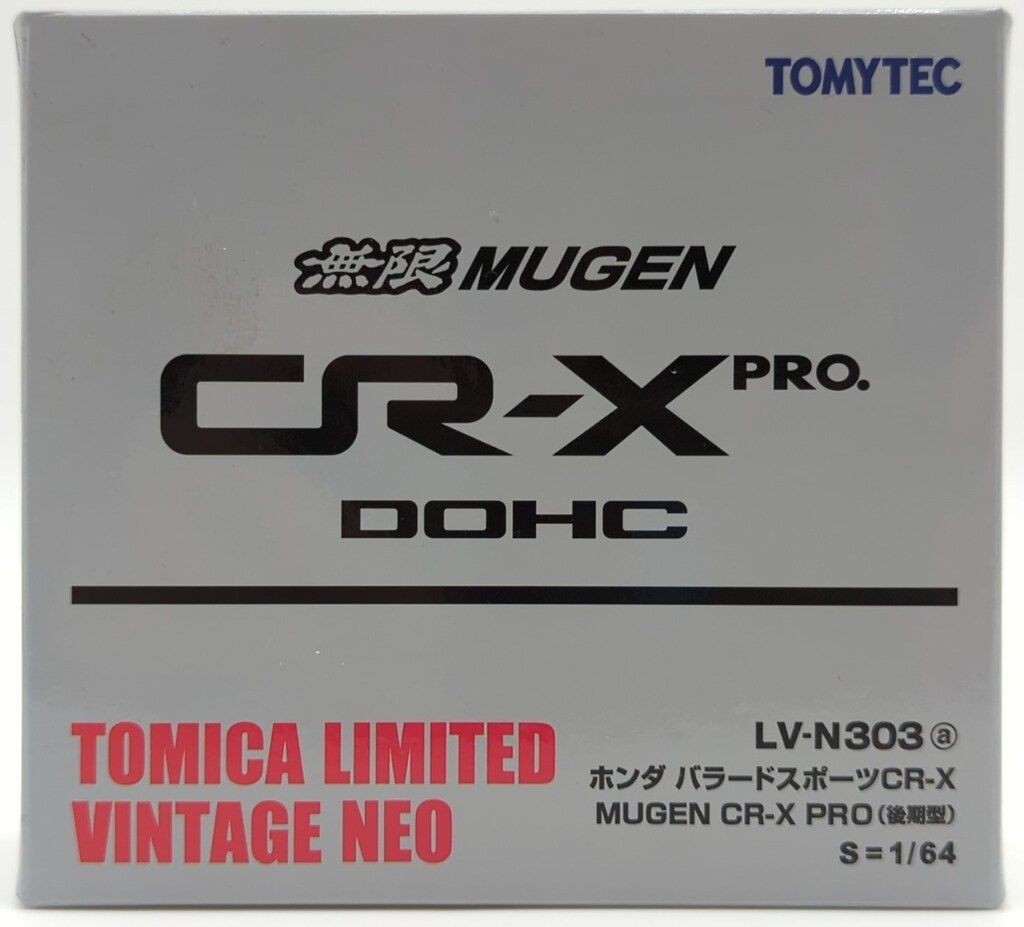 TOMYTEC
無限 MUGEN
CR-X PRO.
DOHC
TOMICA LIMITED
VINTAGE NEO
LV-N303 ⓐ
ホンダ バラードスポーツCR-X
MUGEN CR-X PRO（後期型）
S=1/64